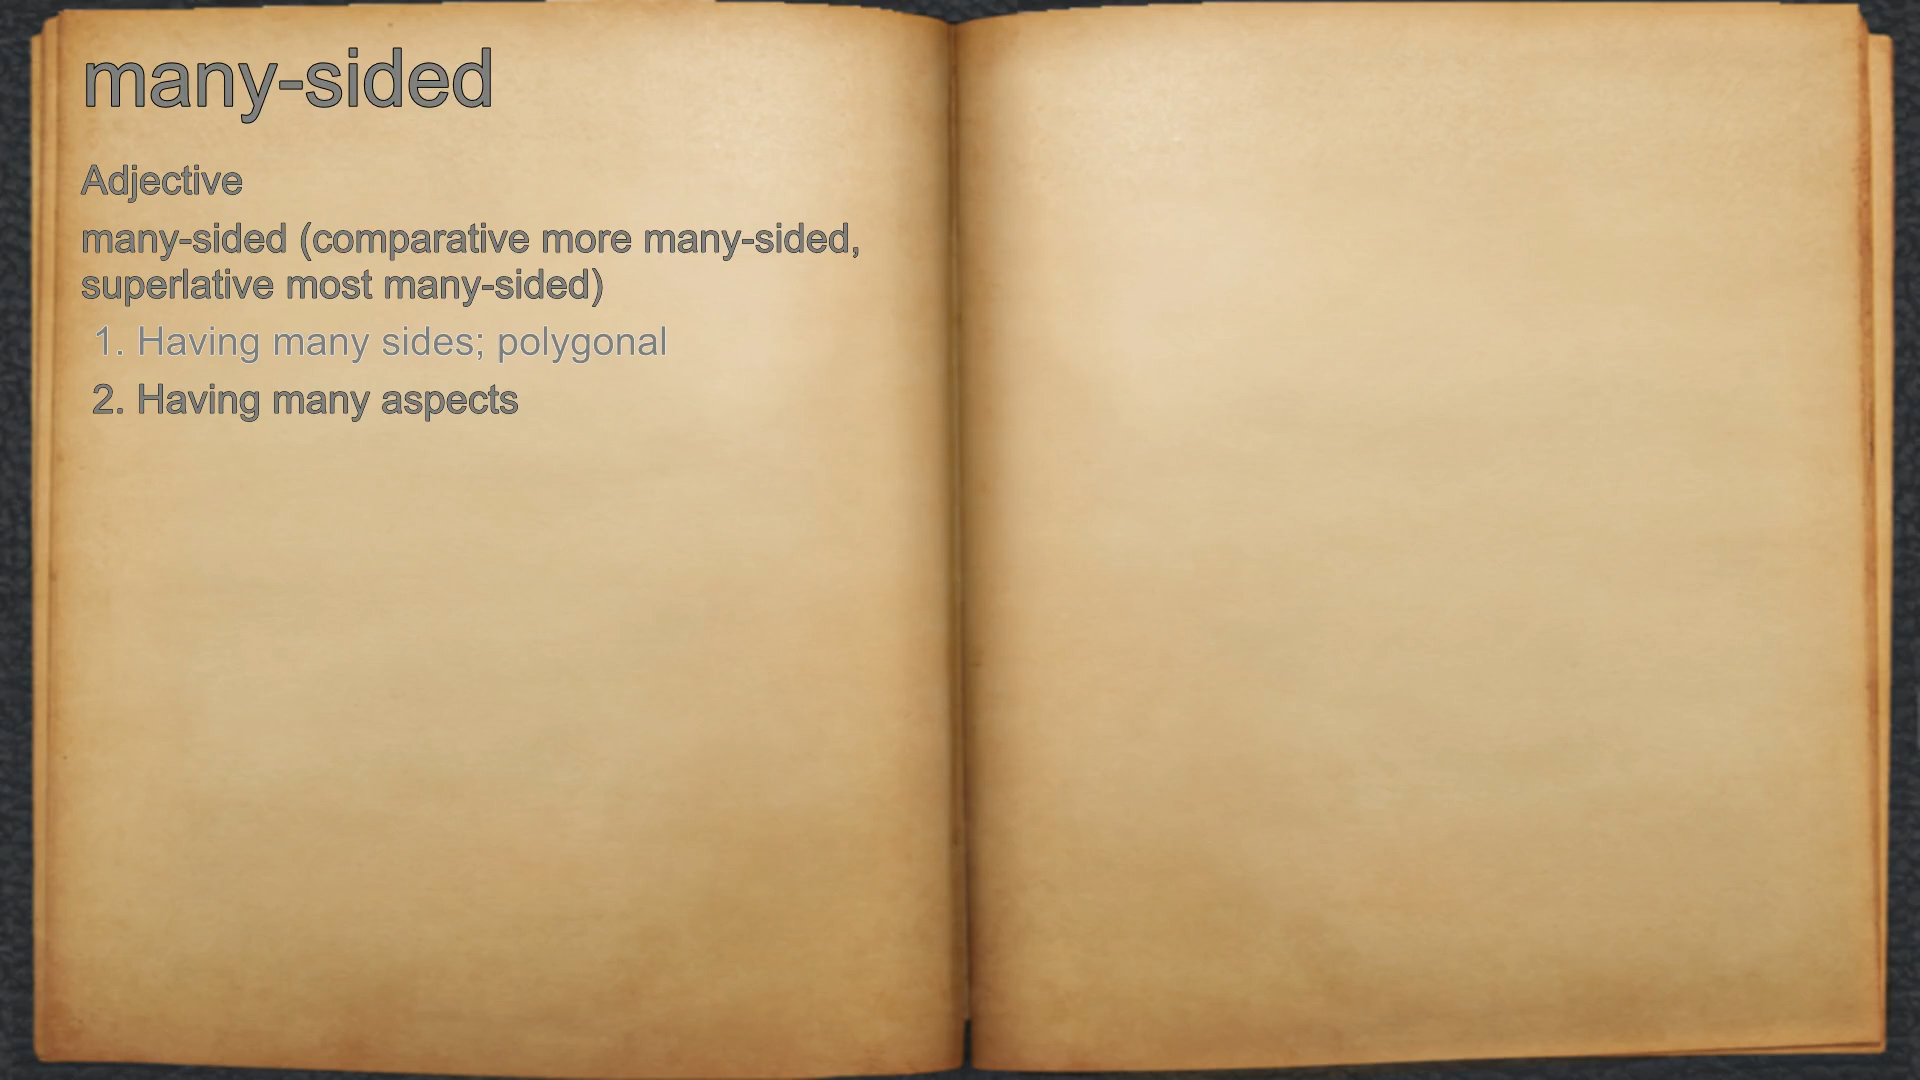 many-sided
Adjective
many-sided (comparative more many-sided,
superlative most many-sided)
1. Having many sides; polygonal
2. Having many aspects